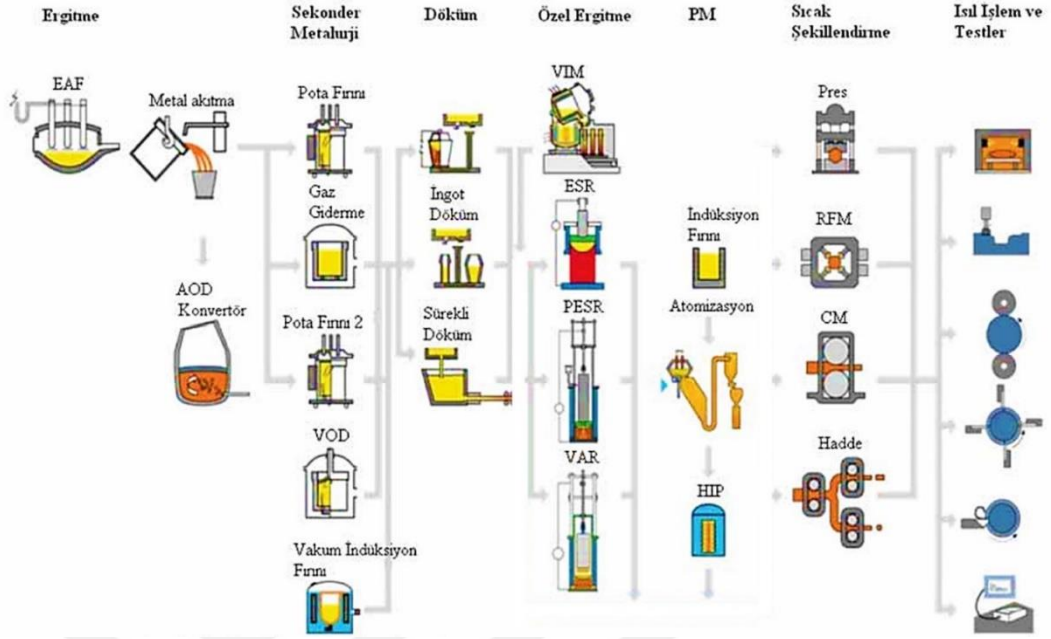 Ergitme
Sekonder
Metalurji
Döküm
Özel Ergitme
PM
Sıcak
Şekillendirme
Isıl İşlem ve
Testler
EAF
Metal akıtma
AOD
Konvertör
Pota Fırını
Gaz
Giderme
Pota Fırını 2
VOD
Vakum İndüksiyon
Fırını
İngot
Döküm
Sürekli
Döküm
VIM
ESR
PESR
VAR
İndüksiyon
Fırını
Atomizasyon
HIP
Pres
RFM
CM
Hadde